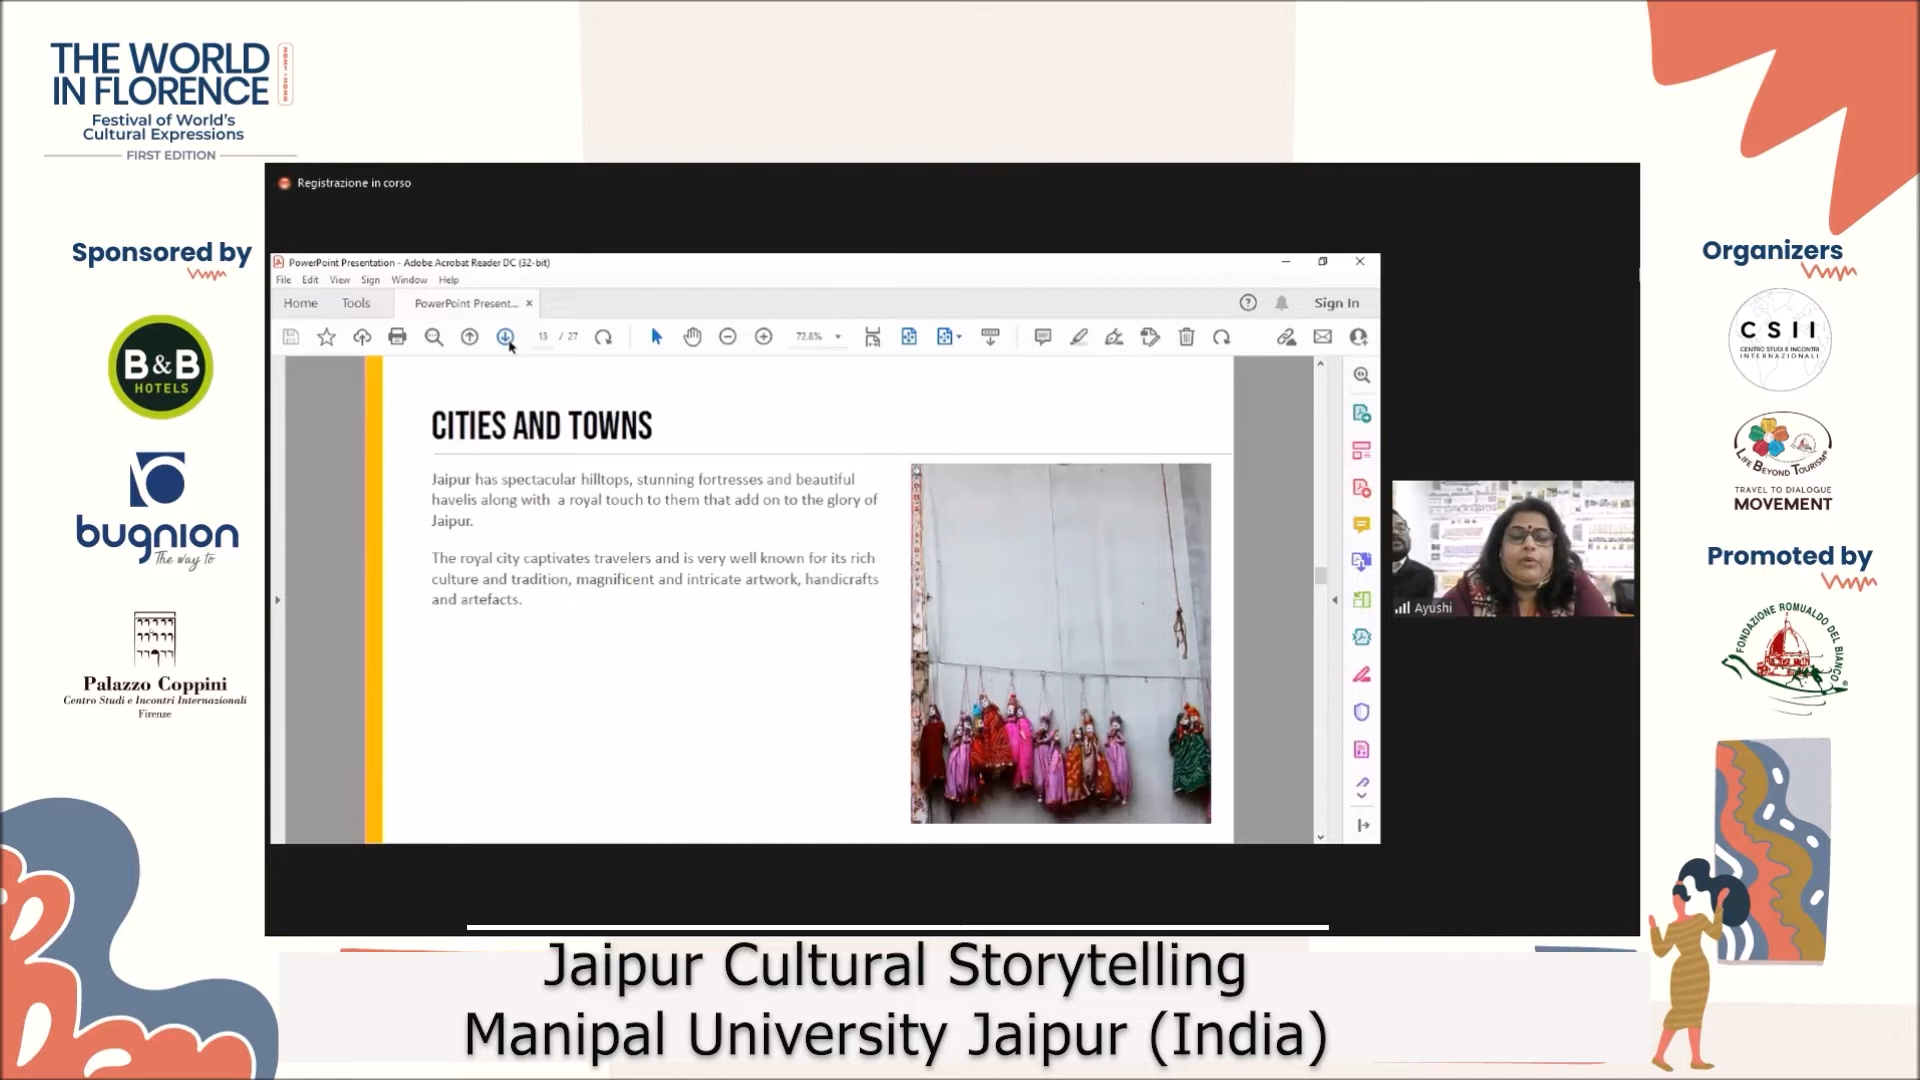 THE WORLD
IN FLORENCE
2021-2025
Festival of World's
Cultural Expressions
FIRST EDITION
Sponsored by
B&B
HOTELS
bugnion
The way to
Palazzo Coppini
Centro Studi e Incontri Internazionali
Firenze
Registrazione in corso
PowerPoint Presentation - Adobe Acrobat Reader DC (32-bit)
File Edit View Sign Window Help
Home Tools PowerPoint Present... × Sign In
13 / 27 72.8%
CITIES AND TOWNS
Jaipur has spectacular hilltops, stunning fortresses and beautiful
havelis along with a royal touch to them that add on to the glory of
Jaipur.
The royal city captivates travelers and is very well known for its rich
culture and tradition, magnificent and intricate artwork, handicrafts
and artefacts.
Ayushi
Organizers
CSII
CENTRO STUDI E INCONTRI
INTERNAZIONALI
LIFE BEYOND TOURISM®
TRAVEL TO DIALOGUE
MOVEMENT
Promoted by
FONDAZIONE ROMUALDO DEL BIANCO®
Jaipur Cultural Storytelling
Manipal University Jaipur (India)